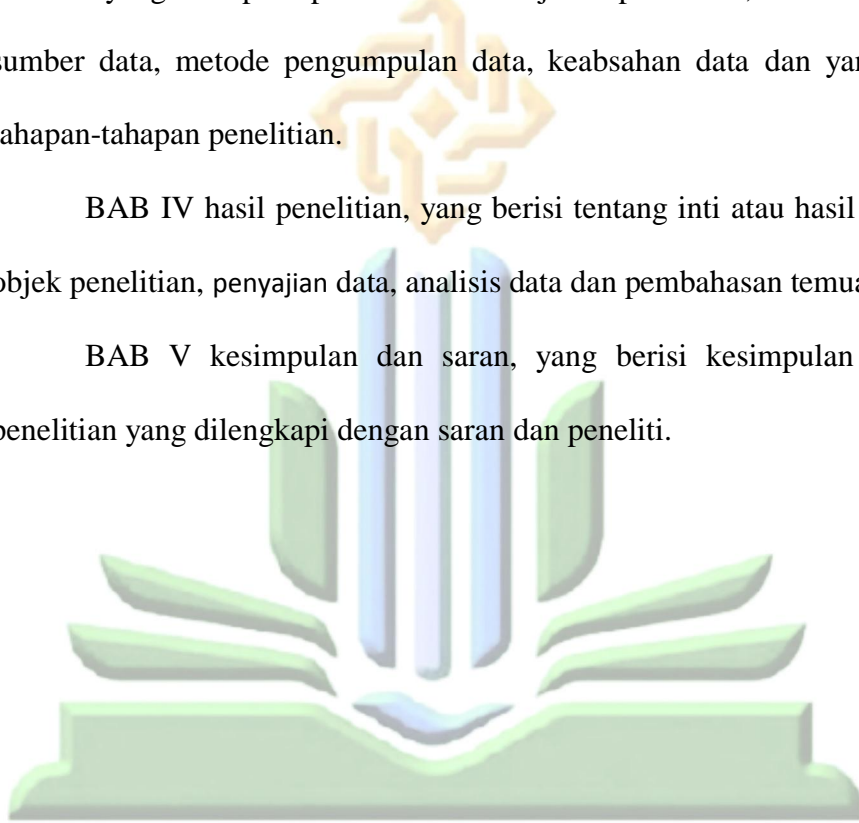 sumber data, metode pengumpulan data, keabsahan data dan
tahapan-tahapan penelitian.
BAB IV hasil penelitian, yang berisi tentang inti atau hasil
objek penelitian, penyajian data, analisis data dan pembahasan
BAB V kesimpulan dan saran, yang berisi kesimpulan
penelitian yang dilengkapi dengan saran dan peneliti.